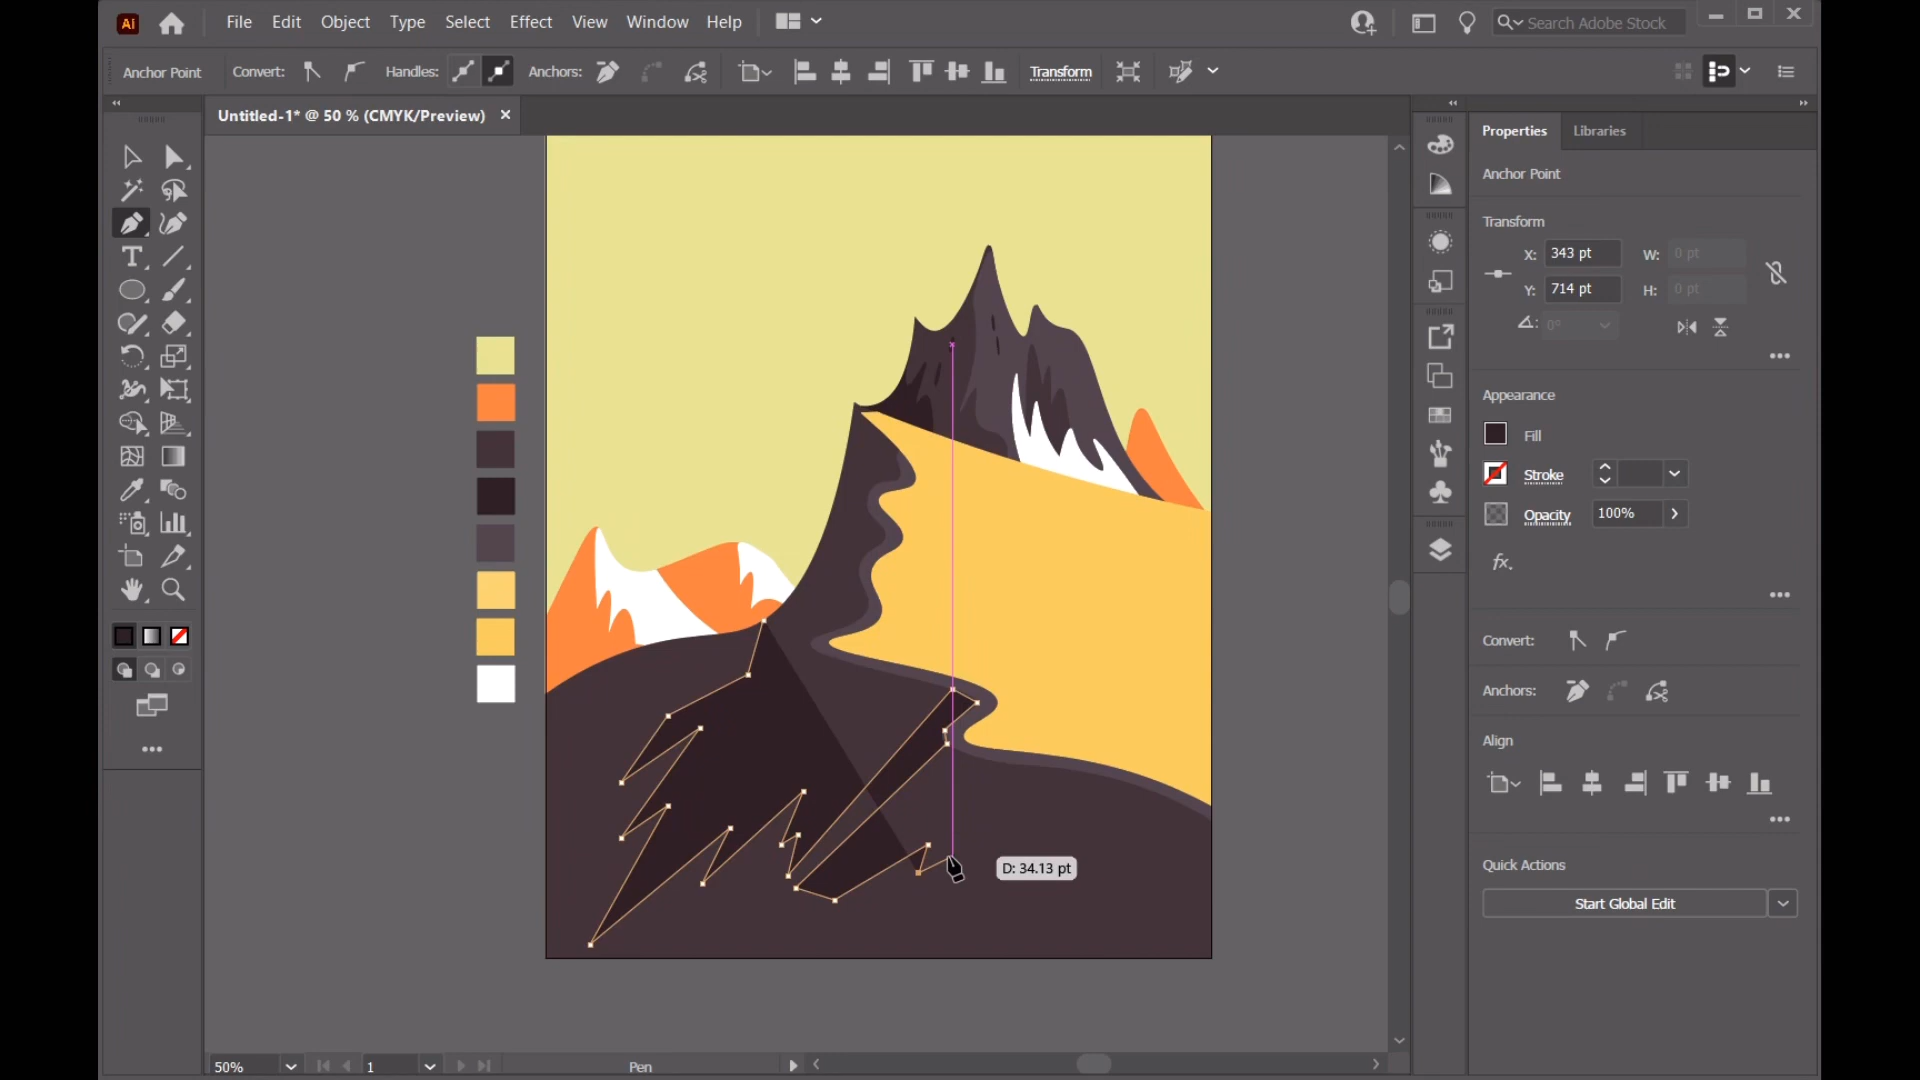 Ai File Edit Object Type Select Effect View Window Help Search Adobe Stock
Anchor Point Convert: Handles: Anchors: Transform
Untitled-1* @ 50 % (CMYK/Preview)
Properties Libraries
Anchor Point
Transform
X: 343 pt W: 0 pt
Y: 714 pt H: 0 pt
0°
Appearance
Fill
Stroke
Opacity 100%
fx.
Convert:
Anchors:
Align
D: 34.13 pt
Quick Actions
Start Global Edit
50% 1 Pen